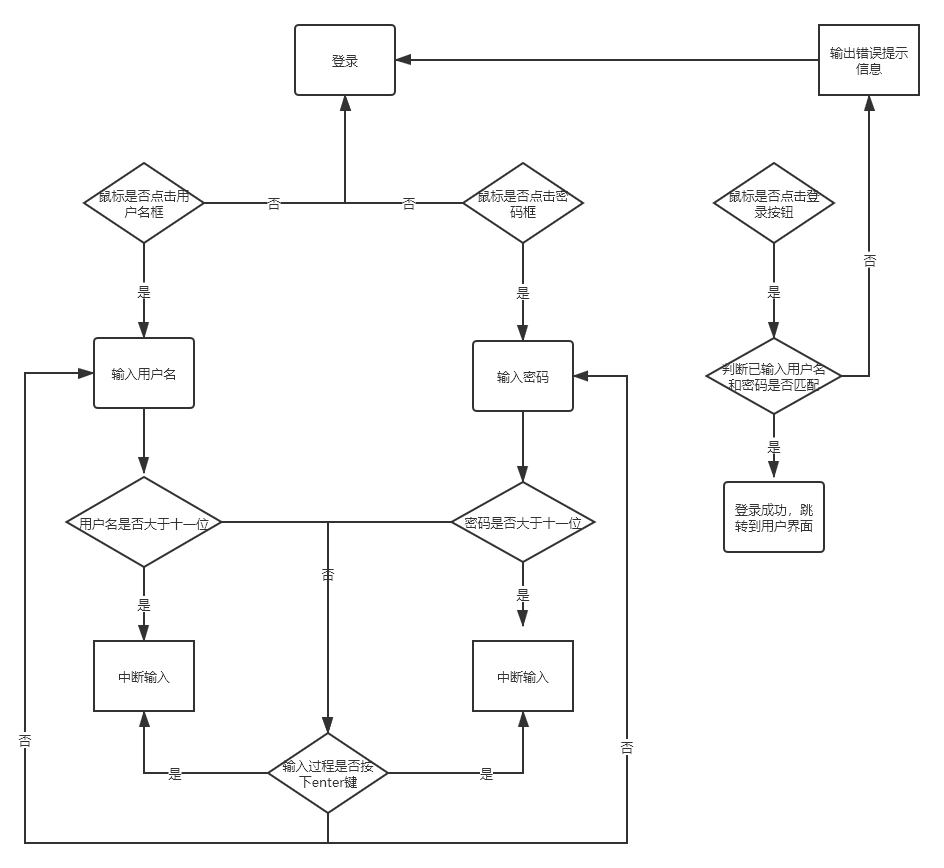 登录
输出错误提示
信息
鼠标是否点击用
户名框
否
否
鼠标是否点击密
码框
鼠标是否点击登
录按钮
否
是
是
是
输入用户名
输入密码
判断已输入用户名
和密码是否匹配
是
用户名是否大于十一位
密码是否大于十一位
登录成功，跳
转到用户界面
否
是
是
中断输入
中断输入
否
否
是
输入过程是否按
下enter键
是